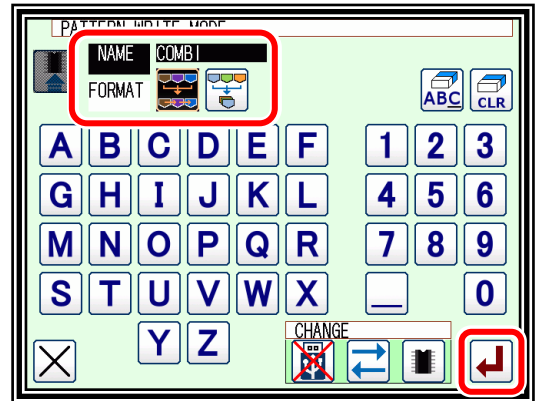 PATTERN WRITE MODE
NAME COMBI
FORMAT
ABC CLR
A B C D E F 1 2 3
G H I J K L 4 5 6
M N O P Q R 7 8 9
S T U V W X _ 0
Y Z
CHANGE